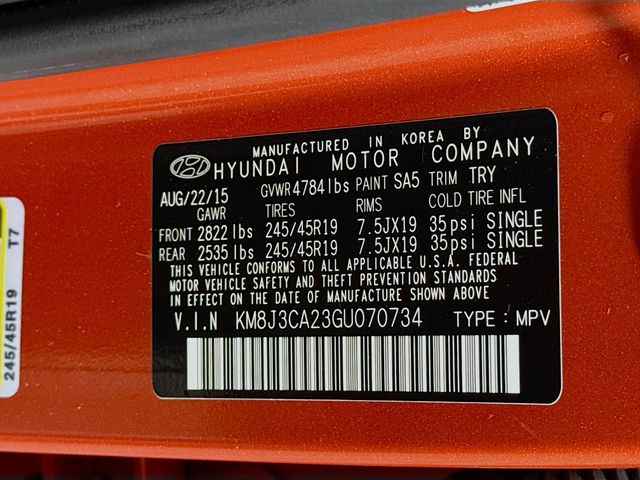 MANUFACTURED IN KOREA BY
HYUNDAI MOTOR COMPANY
AUG/22/15 GVWR 4784 lbs PAINT SA5 TRIM TRY
GAWR TIRES RIMS COLD TIRE INFL
FRONT 2822 lbs 245/45R19 7.5JX19 35 psi SINGLE
REAR 2535 lbs 245/45R19 7.5JX19 35 psi SINGLE
THIS VEHICLE CONFORMS TO ALL APPLICABLE U.S.A. FEDERAL
MOTOR VEHICLE SAFETY AND THEFT PREVENTION STANDARDS
IN EFFECT ON THE DATE OF MANUFACTURE SHOWN ABOVE
V.I.N KM8J3CA23GU070734 TYPE : MPV
245/45R19 T7